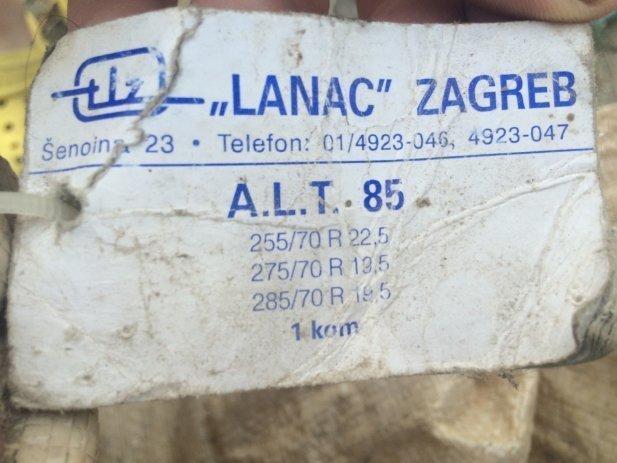 tlz
„LANAC” ZAGREB
Šenoina 23 • Telefon: 01/4923-046, 4923-047
A.L.T. 85
255/70 R 22,5
275/70 R 19,5
285/70 R 19,5
1 kom